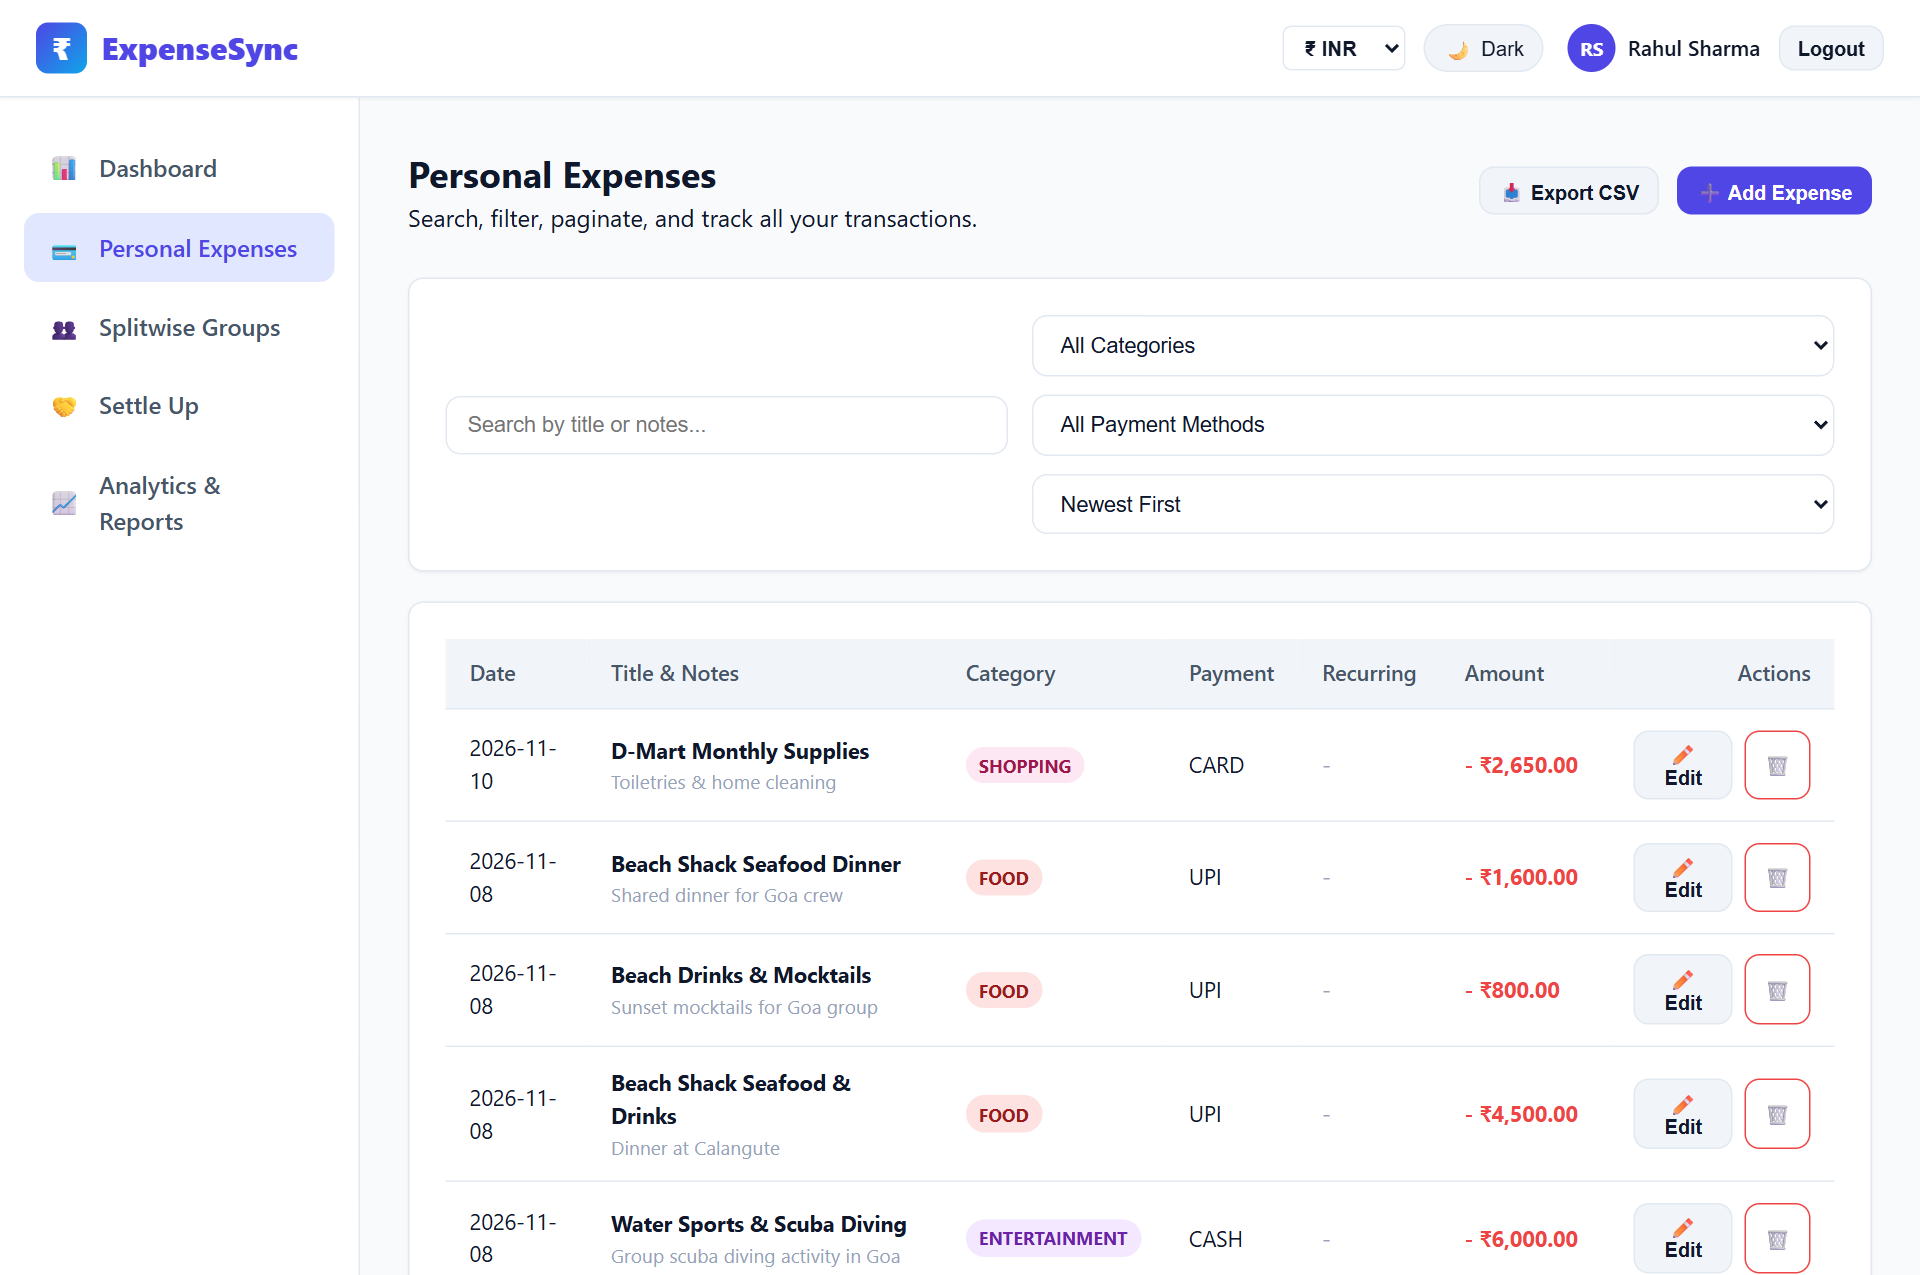 ₹ ExpenseSync
₹ INR
Dark
RS Rahul Sharma
Logout
Dashboard
Personal Expenses
Splitwise Groups
Settle Up
Analytics &
Reports
Personal Expenses
Search, filter, paginate, and track all your transactions.
Export CSV
Add Expense
All Categories
Search by title or notes...
All Payment Methods
Newest First
Date Title & Notes Category Payment Recurring Amount Actions
2026-11-
10
D-Mart Monthly Supplies
Toiletries & home cleaning
SHOPPING CARD - - ₹2,650.00 Edit
2026-11-
08
Beach Shack Seafood Dinner
Shared dinner for Goa crew
FOOD UPI - - ₹1,600.00 Edit
2026-11-
08
Beach Drinks & Mocktails
Sunset mocktails for Goa group
FOOD UPI - - ₹800.00 Edit
2026-11-
08
Beach Shack Seafood &
Drinks
Dinner at Calangute
FOOD UPI - - ₹4,500.00 Edit
2026-11-
08
Water Sports & Scuba Diving
Group scuba diving activity in Goa
ENTERTAINMENT CASH - - ₹6,000.00 Edit